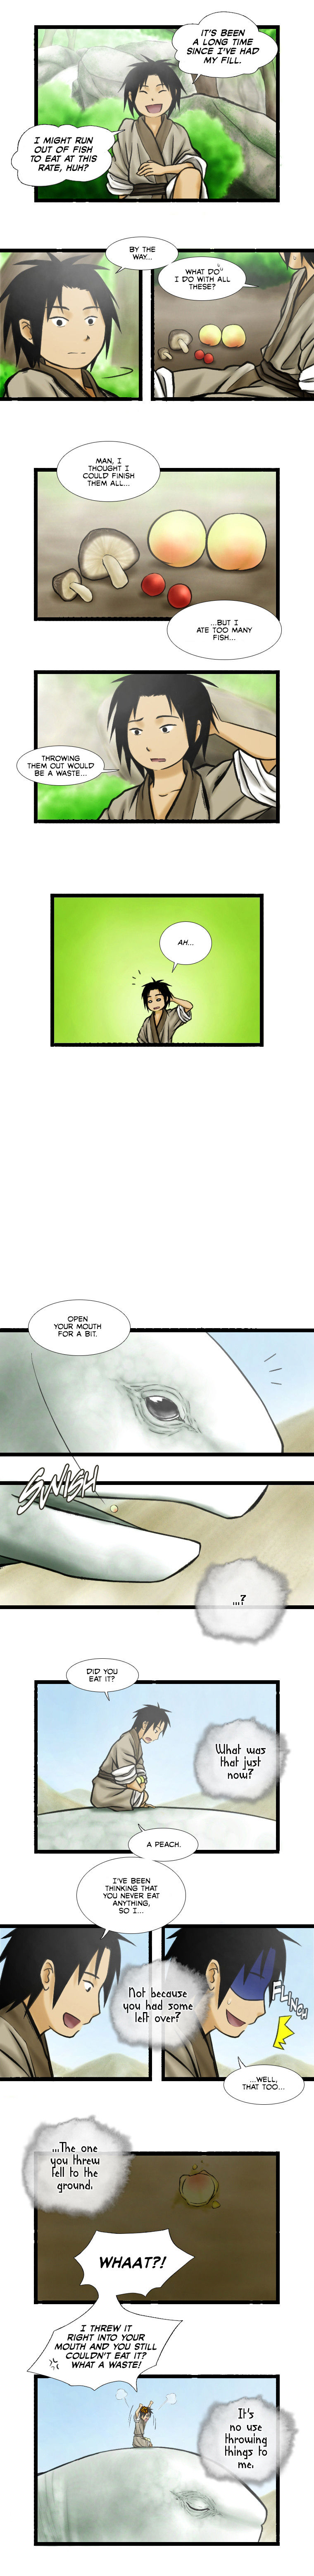 IT'S BEEN
A LONG TIME
SINCE I'VE HAD
MY FILL.
I MIGHT RUN
OUT OF FISH
TO EAT AT THIS
RATE, HUH?
BY THE
WAY...
WHAT DO
I DO WITH ALL
THESE?
MAN, I
THOUGHT I
COULD FINISH
THEM ALL...
...BUT I
ATE TOO MANY
FISH...
THROWING
THEM OUT WOULD
BE A WASTE...
AH...
OPEN
YOUR MOUTH
FOR A BIT.
SWISH
...?
DID YOU
EAT IT?
What was
that just
now?
A PEACH.
I'VE BEEN
THINKING THAT
YOU NEVER EAT
ANYTHING,
SO I...
Not because
you had some
left over?
FLINCH
...WELL,
THAT TOO...
...The one
you threw
fell to the
ground.
WHAAT?!
I THREW IT
RIGHT INTO YOUR
MOUTH AND YOU STILL
COULDN'T EAT IT?
WHAT A WASTE!
It's
no use
throwing
things to
me.